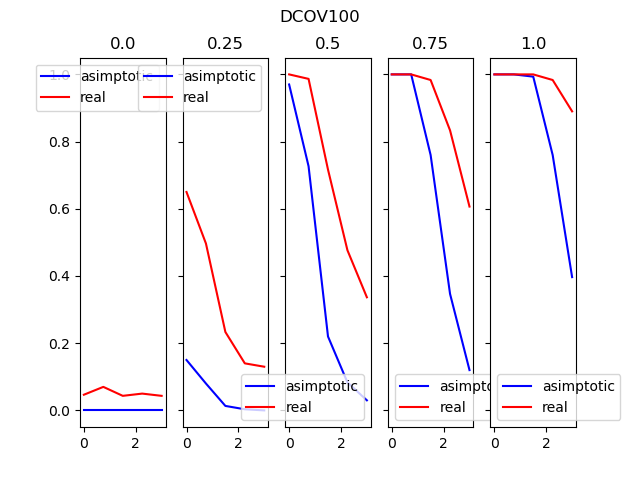 DCOV100
0.0 0.25 0.5 0.75 1.0
asimptotic asimptotic
real real
1.0
0.8
0.6
0.4
0.2
0.0
asimptotic asimptotic asimptotic
real real real
0 2 0 2 0 2 0 2 0 2